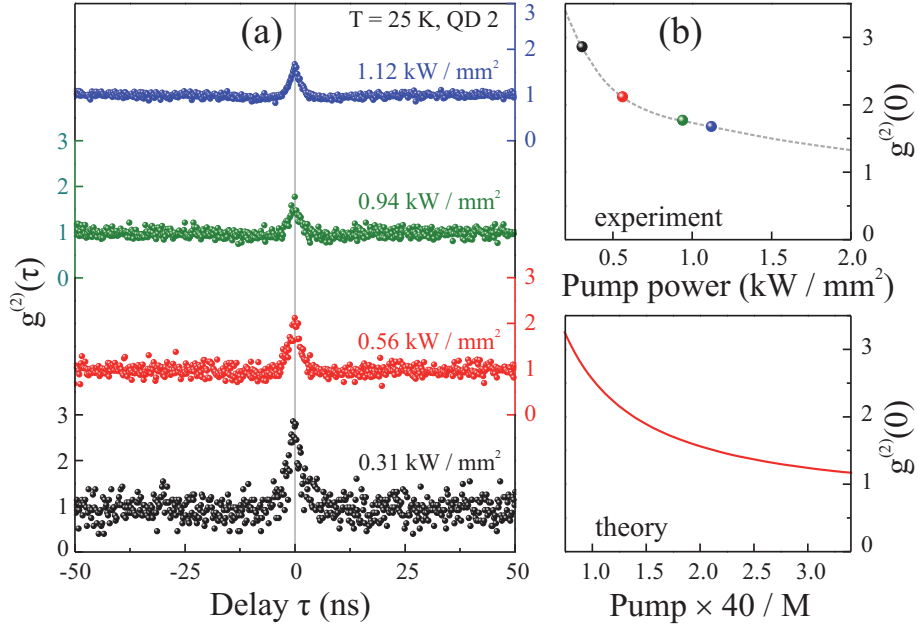 (a)
T = 25 K, QD 2
3
2
1
0
1.12 kW / mm²
3
2
1
0
0.94 kW / mm²
3
2
1
0
0.56 kW / mm²
3
2
1
0
0.31 kW / mm²
g⁽²⁾(τ)
-50 -25 0 25 50
Delay τ (ns)
(b)
3
2
1
0
g⁽²⁾(0)
experiment
0.5 1.0 1.5 2.0
Pump power (kW / mm²)
3
2
1
0
g⁽²⁾(0)
theory
1.0 1.5 2.0 2.5 3.0
Pump × 40 / M